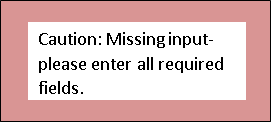 Caution: Missing input-
please enter all required
fields.